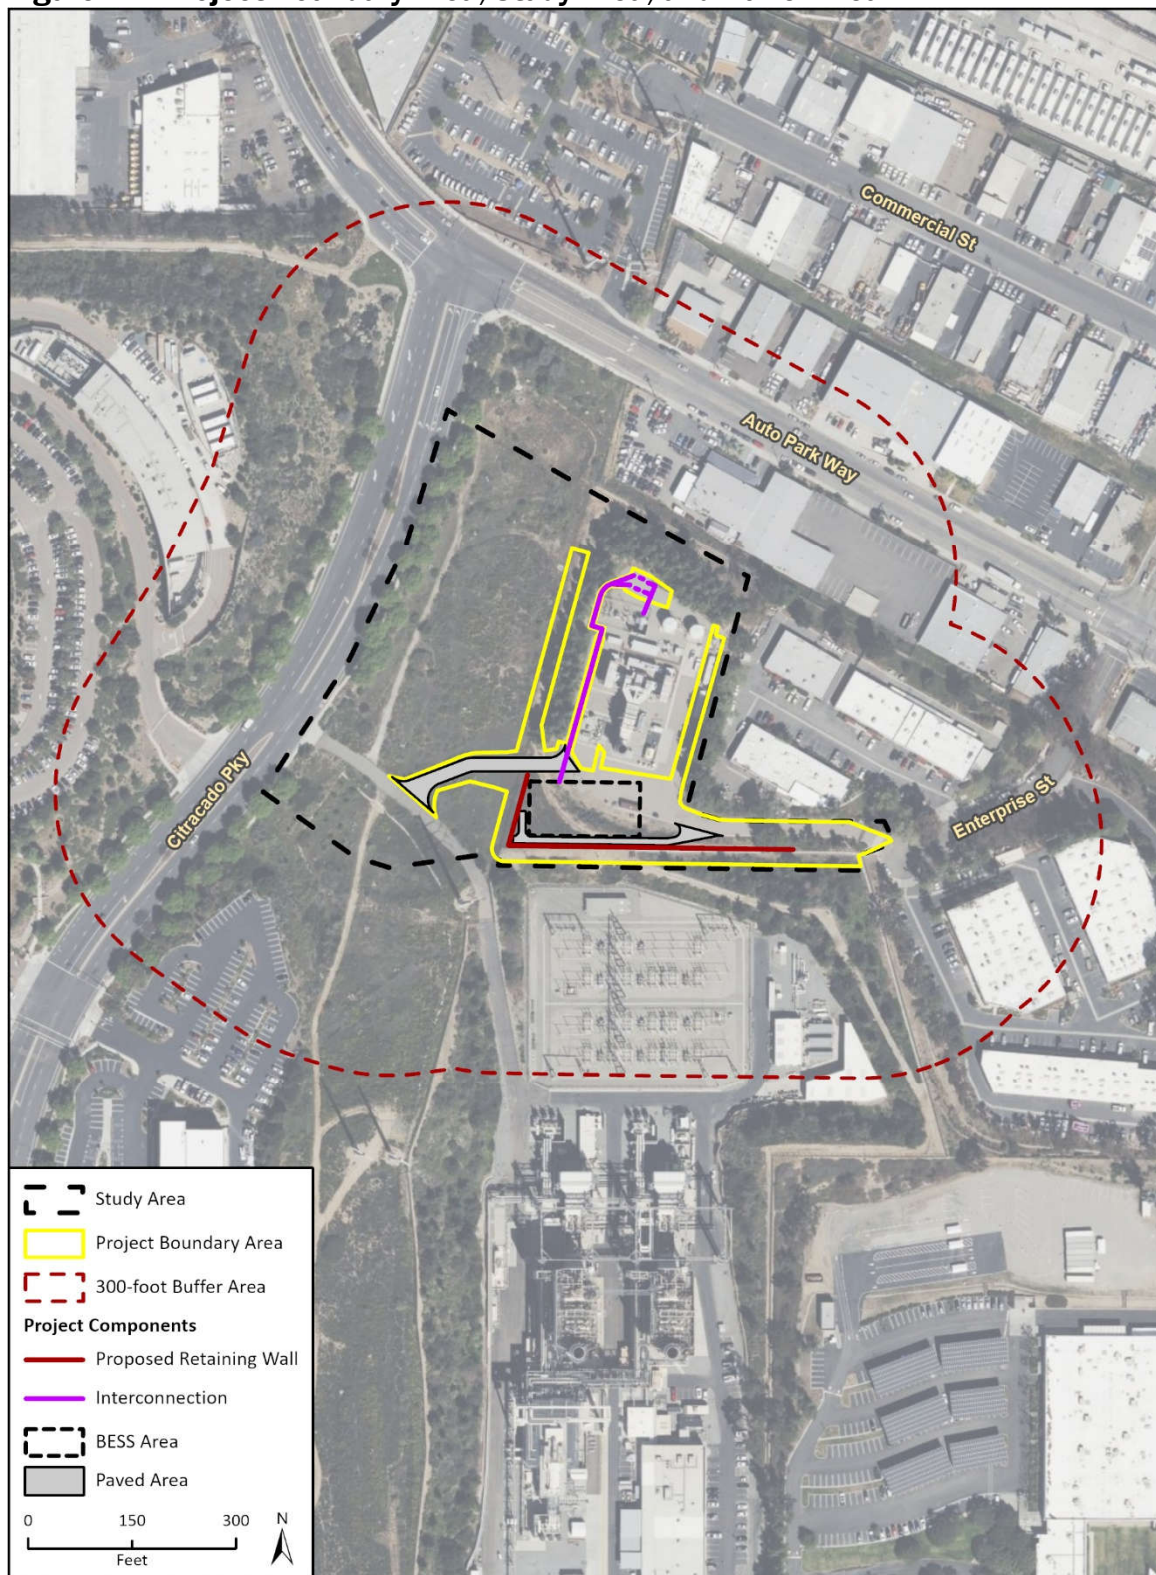 Commercial St
Auto Park Way
Citracado Pky
Enterprise St
Study Area
Project Boundary Area
300-foot Buffer Area
Project Components
Proposed Retaining Wall
Interconnection
BESS Area
Paved Area
0 150 300 N
Feet